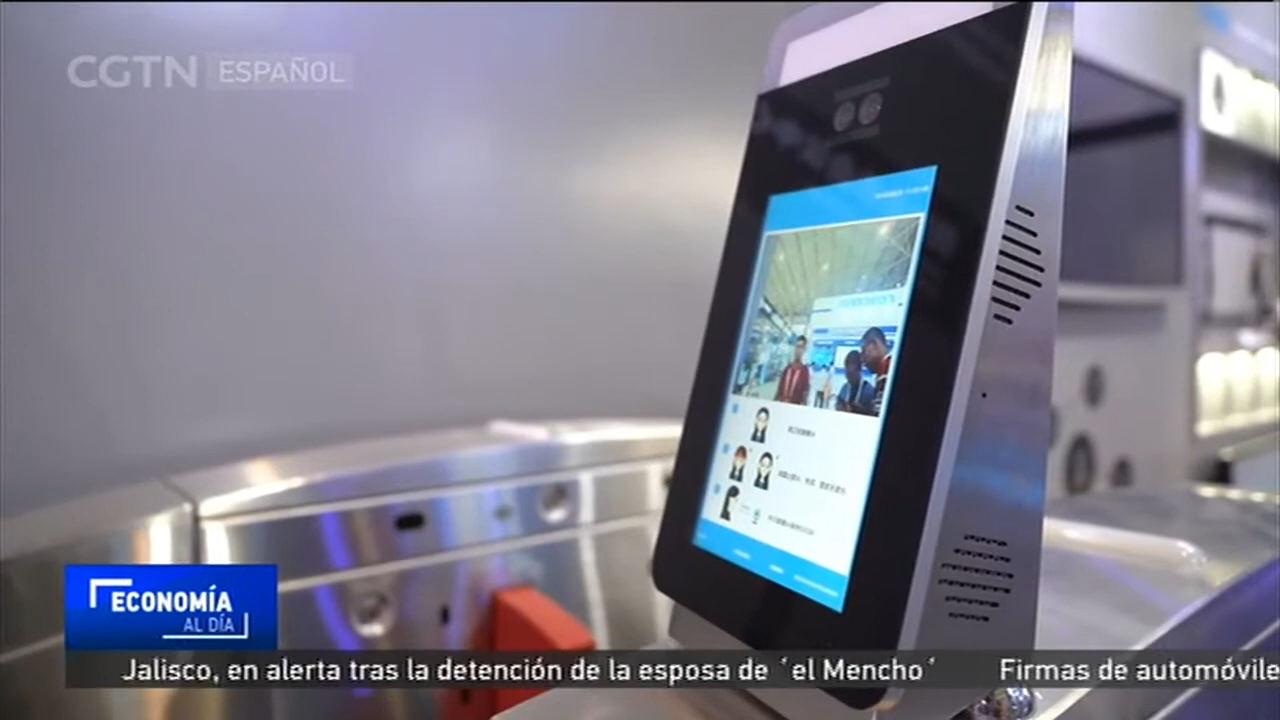 CGTN ESPAÑOL
ECONOMÍA
AL DÍA
Jalisco, en alerta tras la detención de la esposa de ´el Mencho´ Firmas de automóvile